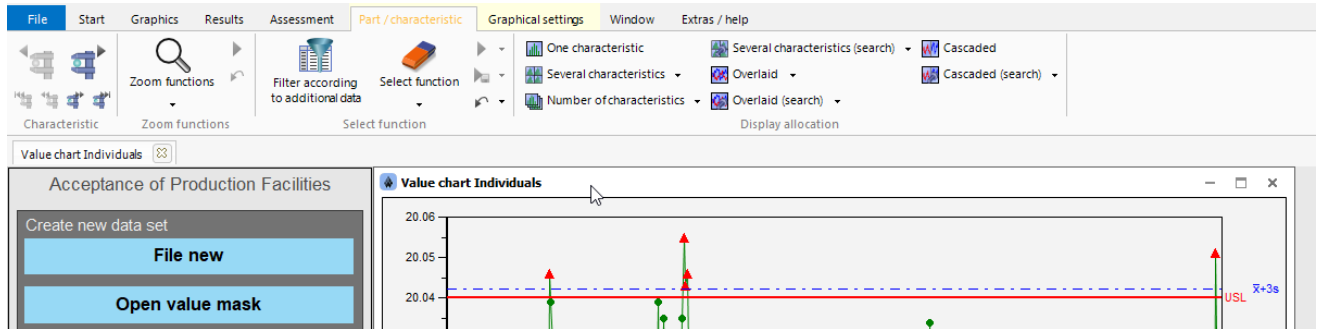 File Start Graphics Results Assessment Part / characteristic Graphical settings Window Extras / help
One characteristic Several characteristics (search) Cascaded
Zoom functions Filter according to additional data Select function Several characteristics Overlaid Cascaded (search)
Number of characteristics Overlaid (search)
Characteristic Zoom functions Select function Display allocation
Value chart Individuals
Acceptance of Production Facilities
Value chart Individuals
Create new data set
File new
Open value mask
20.06
20.05
20.04
x̅+3s
USL